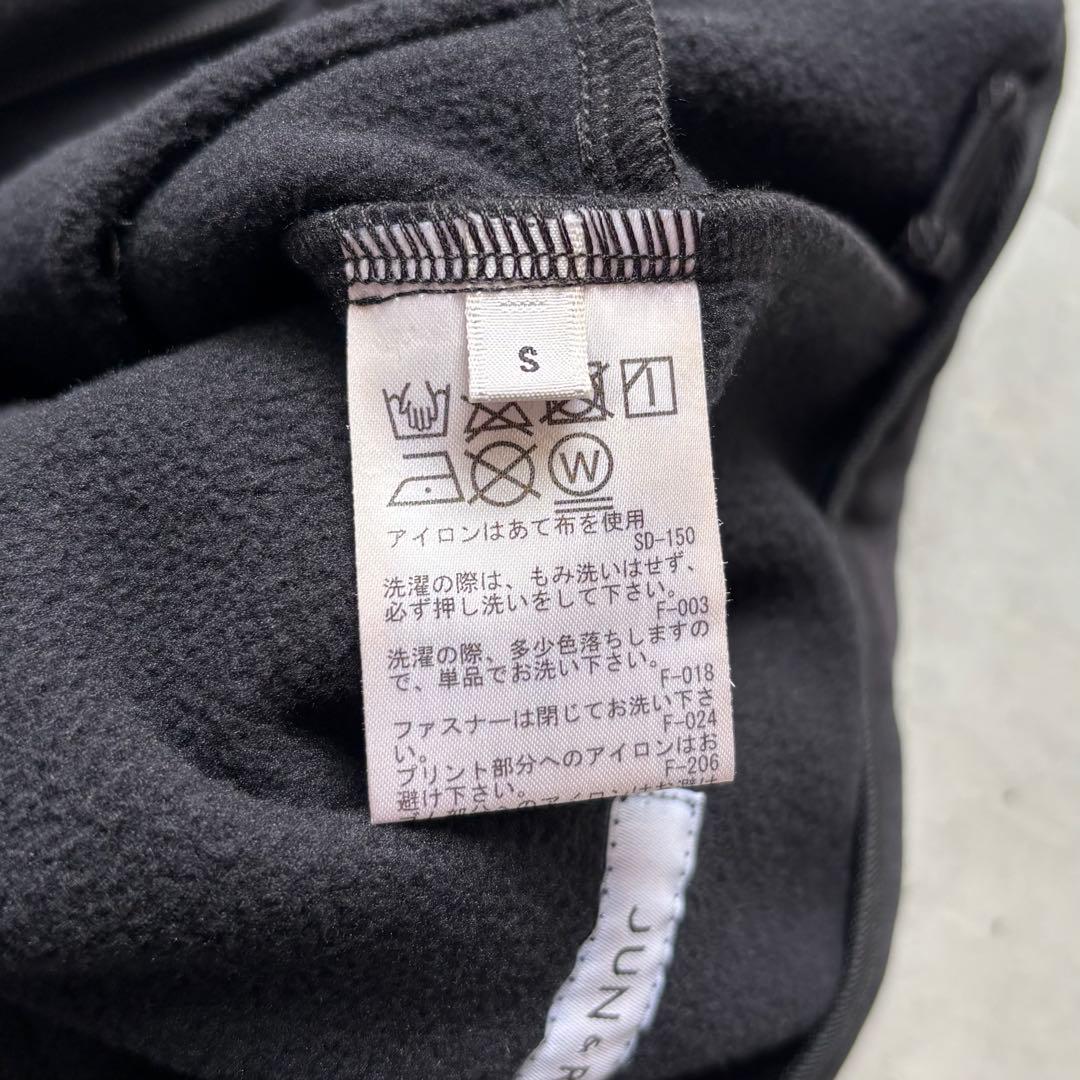 S
W
アイロンはあて布を使用
SD-150
洗濯の際は、もみ洗いはせず、
必ず押し洗いをして下さい。
F-003
洗濯の際、多少色落ちしますの
で、単品でお洗い下さい。
F-018
ファスナーは閉じてお洗い下さ
い。
F-024
プリント部分へのアイロンはお
避け下さい。
F-206
JUN &